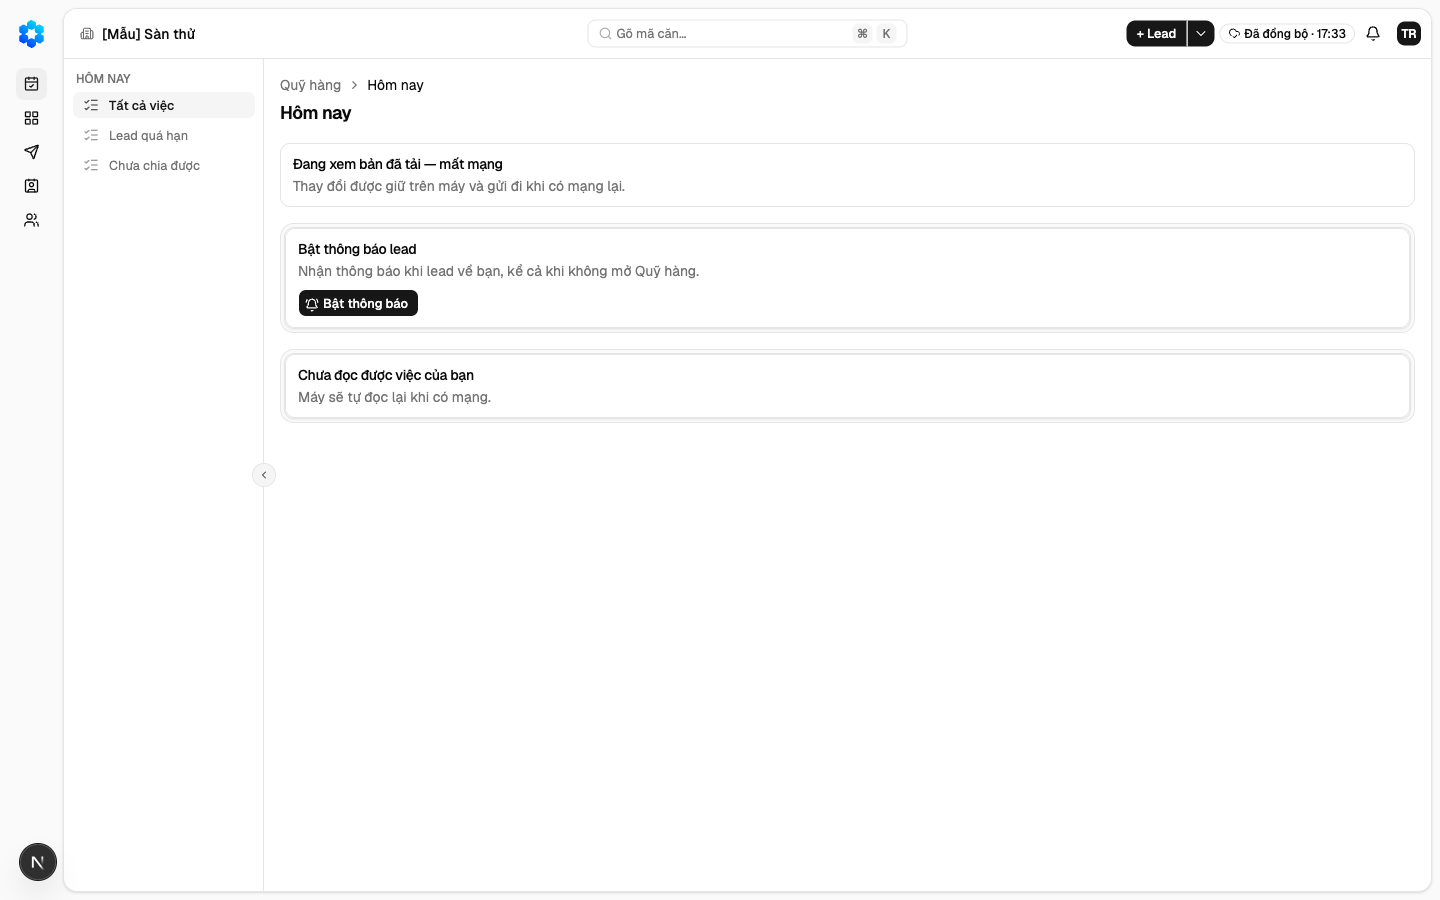 [Mẫu] Sàn thử
Gõ mã căn...
⌘ K
+ Lead
Đã đồng bộ · 17:33
TR
HÔM NAY
Tất cả việc
Lead quá hạn
Chưa chia được
Quỹ hàng > Hôm nay
Hôm nay
Đang xem bản đã tải — mất mạng
Thay đổi được giữ trên máy và gửi đi khi có mạng lại.
Bật thông báo lead
Nhận thông báo khi lead về bạn, kể cả khi không mở Quỹ hàng.
Bật thông báo
Chưa đọc được việc của bạn
Máy sẽ tự đọc lại khi có mạng.
N